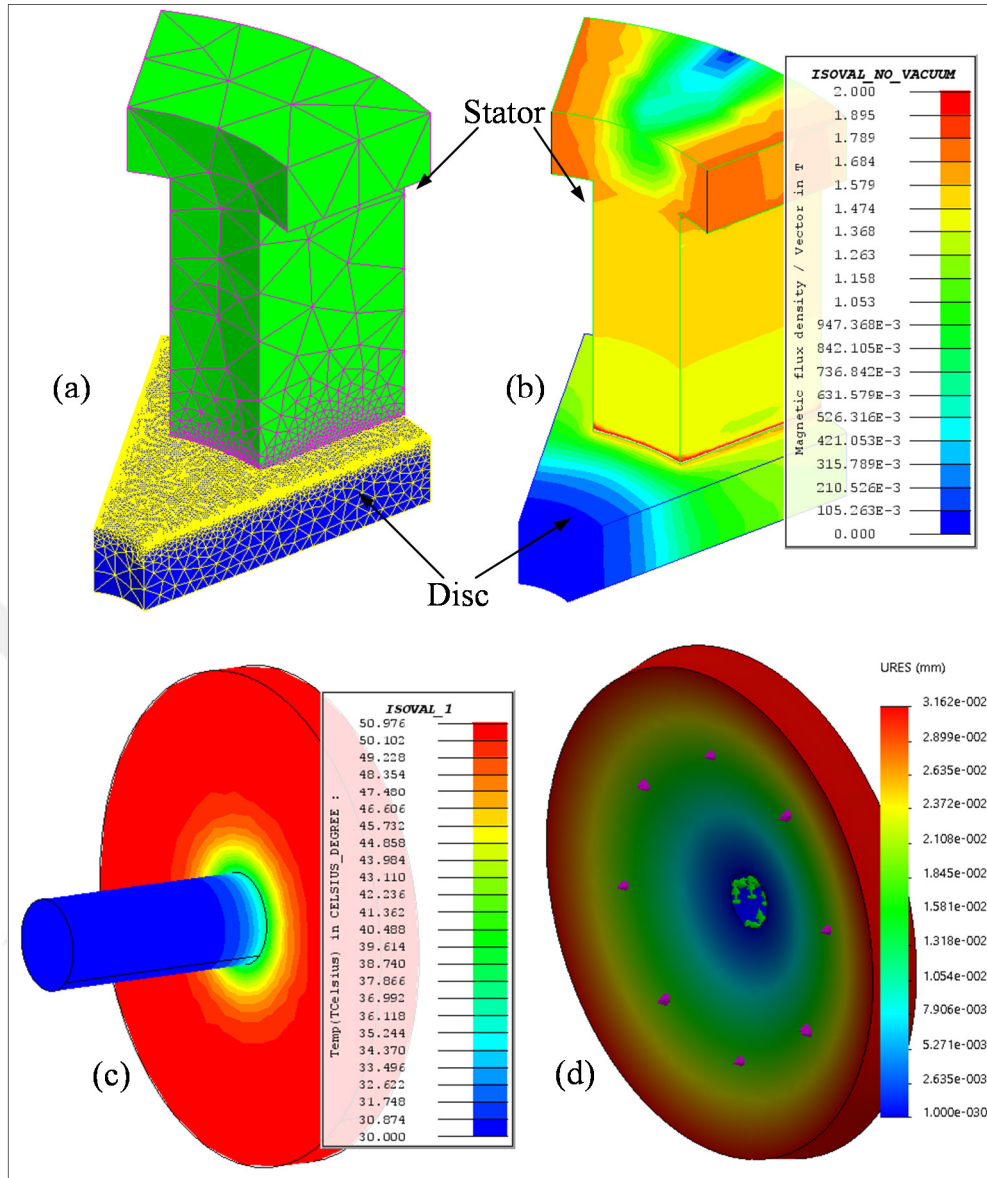 Stator
(a)
(b)
Disc
ISOVAL_NO_VACUUM
Magnetic flux density / Vector in T
2.000
1.895
1.789
1.684
1.579
1.474
1.368
1.263
1.158
1.053
947.368E-3
842.105E-3
736.842E-3
631.579E-3
526.316E-3
421.053E-3
315.789E-3
210.526E-3
105.263E-3
0.000
(c)
ISOVAL_1
Temp(TCelsius) in CELSIUS_DEGREE :
50.976
50.102
49.228
48.354
47.480
46.606
45.732
44.858
43.984
43.110
42.236
41.362
40.488
39.614
38.740
37.866
36.992
36.118
35.244
34.370
33.496
32.622
31.748
30.874
30.000
(d)
URES (mm)
3.162e-002
2.899e-002
2.635e-002
2.372e-002
2.108e-002
1.845e-002
1.581e-002
1.318e-002
1.054e-002
7.906e-003
5.271e-003
2.635e-003
1.000e-030